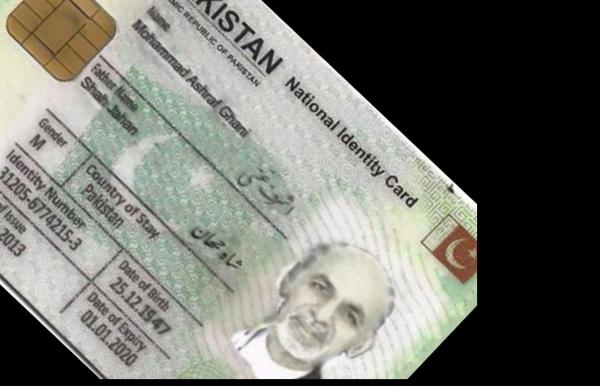 KISTAN National Identity Card
MIC REPUBLIC OF PAKISTAN
Name
Mohammad Ashraf Ghani
اشرف غنی
Father Name
Shah Jahan
شاہ جهان
Gender
M
Country of Stay
Pakistan
Identity Number
31205-6774215-3
Date of Birth
25.12.1947
of Issue
2013
Date of Expiry
01.01.2020